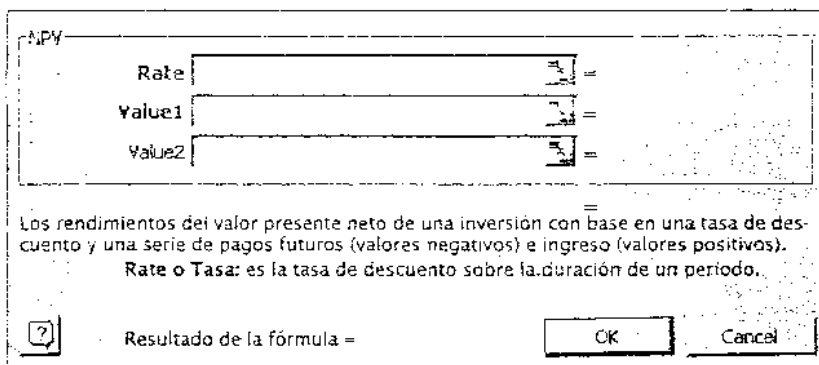 NPV
Rate =
Value1 =
Value2 =
=
Los rendimientos del valor presente neto de una inversión con base en una tasa de des-
cuento y una serie de pagos futuros (valores negativos) e ingreso (valores positivos).
Rate o Tasa: es la tasa de descuento sobre la duración de un periodo.
? Resultado de la fórmula = OK Cancel